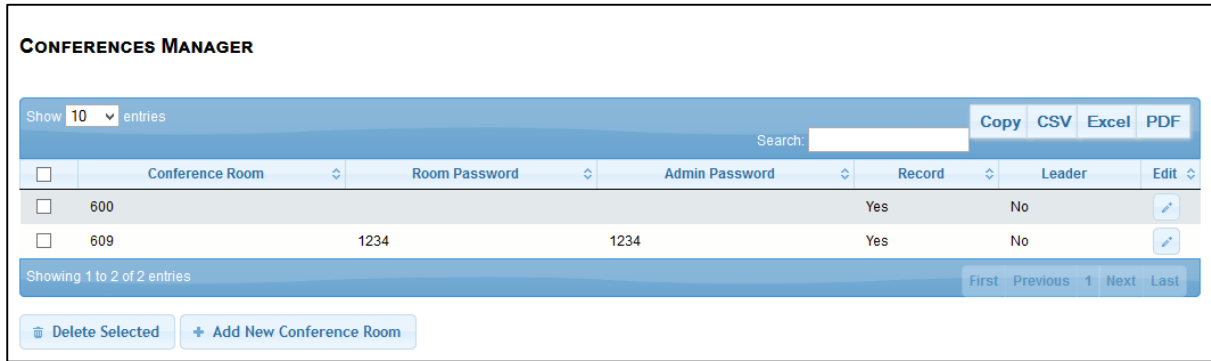 CONFERENCES MANAGER
Show 10 entries
Copy CSV Excel PDF
Search:
Conference Room Room Password Admin Password Record Leader Edit
600 Yes No
609 1234 1234 Yes No
Showing 1 to 2 of 2 entries
First Previous 1 Next Last
Delete Selected + Add New Conference Room